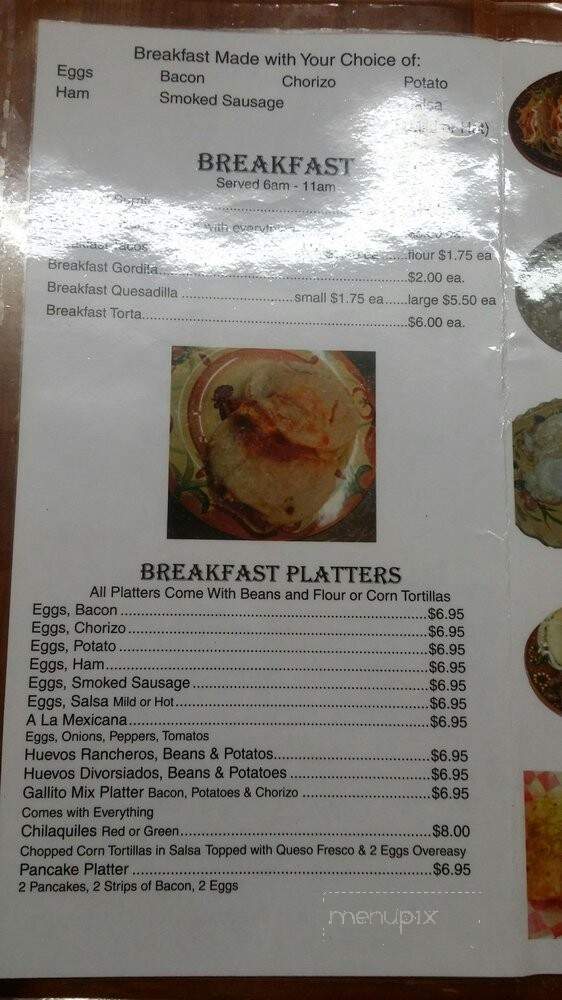 Breakfast Made with Your Choice of:
Eggs Bacon Chorizo Potato
Ham Smoked Sausage Salsa
BREAKFAST
Served 6am - 11am
with everything
Breakfast Tacos ea......flour $1.75 ea
Breakfast Gordita..........$2.00 ea.
Breakfast Quesadilla ..........small $1.75 ea......large $5.50 ea
Breakfast Torta..........$6.00 ea.
BREAKFAST PLATTERS
All Platters Come With Beans and Flour or Corn Tortillas
Eggs, Bacon..........$6.95
Eggs, Chorizo..........$6.95
Eggs, Potato..........$6.95
Eggs, Ham..........$6.95
Eggs, Smoked Sausage..........$6.95
Eggs, Salsa Mild or Hot..........$6.95
A La Mexicana..........$6.95
Eggs, Onions, Peppers, Tomatos
Huevos Rancheros, Beans & Potatos..........$6.95
Huevos Divorsiados, Beans & Potatoes ..........$6.95
Gallito Mix Platter Bacon, Potatoes & Chorizo ..........$6.95
Comes with Everything
Chilaquiles Red or Green..........$8.00
Chopped Corn Tortillas in Salsa Topped with Queso Fresco & 2 Eggs Overeasy
Pancake Platter ..........$6.95
2 Pancakes, 2 Strips of Bacon, 2 Eggs
menupix